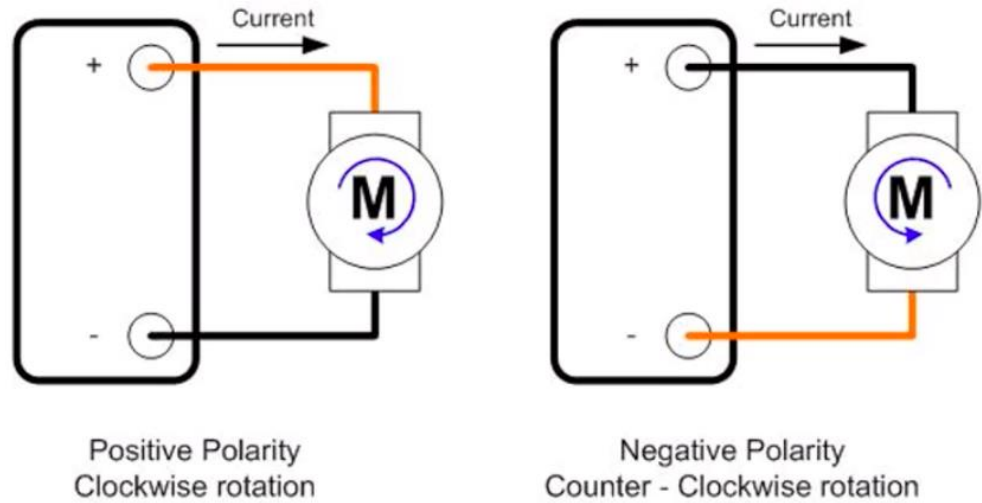 Current
+
M
-
Positive Polarity
Clockwise rotation
Current
+
M
-
Negative Polarity
Counter - Clockwise rotation